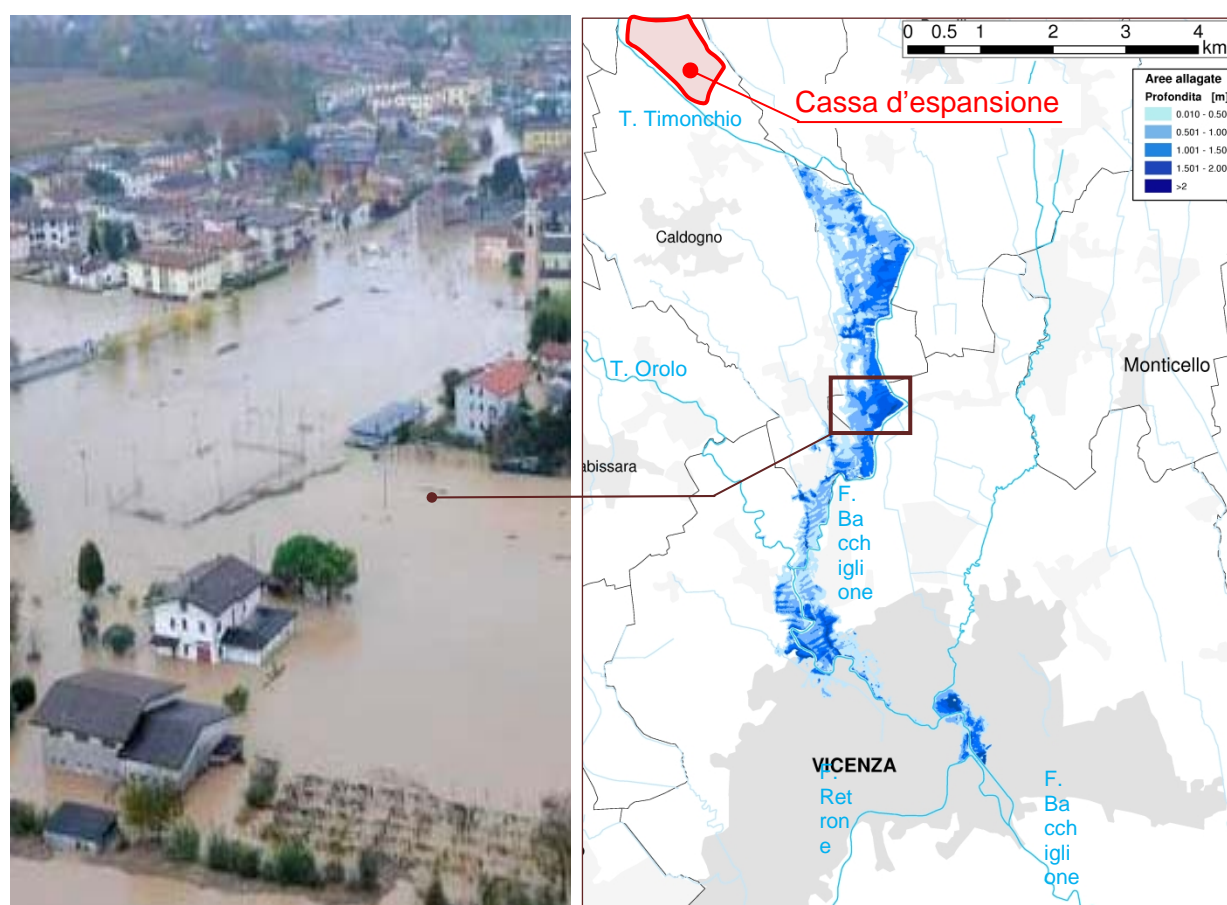 0 0.5 1 2 3 4
km
Aree allagate
Profondita [m]
0.010 - 0.50
0.501 - 1.00
1.001 - 1.50
1.501 - 2.00
>2
Cassa d'espansione
T. Timonchio
Caldogno
T. Orolo
Monticello
abissara
F.
Ba
cch
igli
one
VICENZA
F.
Ret
ron
e
F.
Ba
cch
igli
one